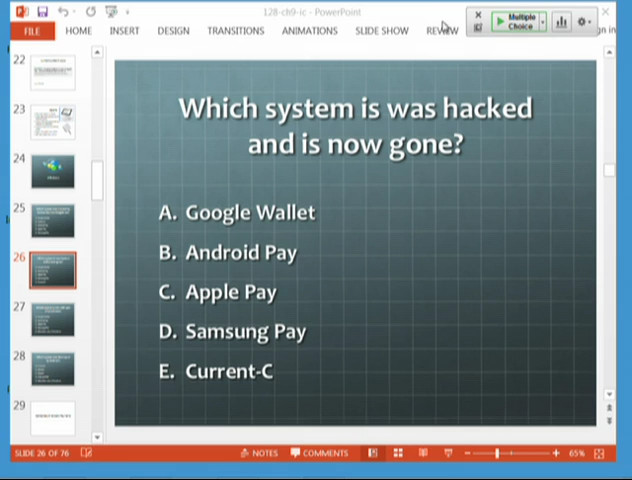 128-ch9-ic - PowerPoint
Multiple
Choice
FILE HOME INSERT DESIGN TRANSITIONS ANIMATIONS SLIDE SHOW REVIEW gn in
22
23
24
25
26
27
28
29
Which system is was hacked
and is now gone?
A. Google Wallet
B. Android Pay
C. Apple Pay
D. Samsung Pay
E. Current-C
SLIDE 26 OF 76 NOTES COMMENTS 65%